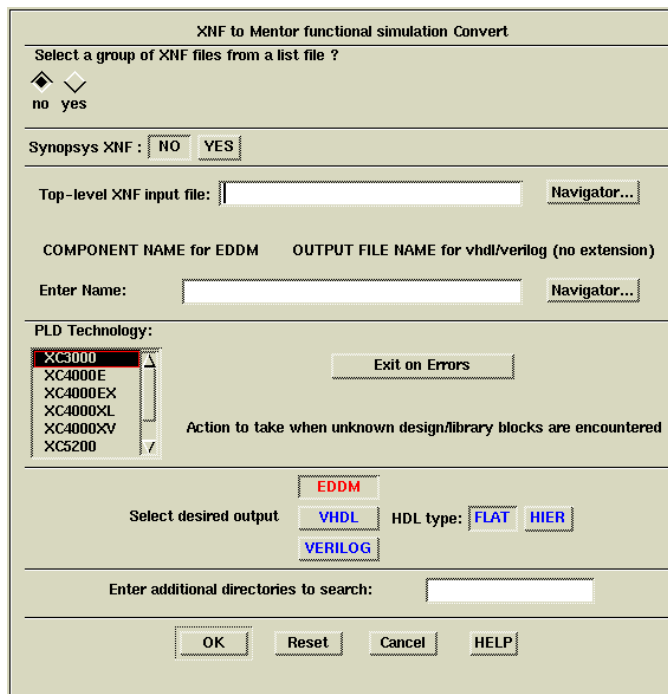 XNF to Mentor functional simulation Convert
Select a group of XNF files from a list file ?
no yes
Synopsys XNF : NO YES
Top-level XNF input file: Navigator...
COMPONENT NAME for EDDM OUTPUT FILE NAME for vhdl/verilog (no extension)
Enter Name: Navigator...
PLD Technology:
XC3000
XC4000E
XC4000EX
XC4000XL
XC4000XV
XC5200
Exit on Errors
Action to take when unknown design/library blocks are encountered
EDDM
Select desired output VHDL HDL type: FLAT HIER
VERILOG
Enter additional directories to search:
OK Reset Cancel HELP